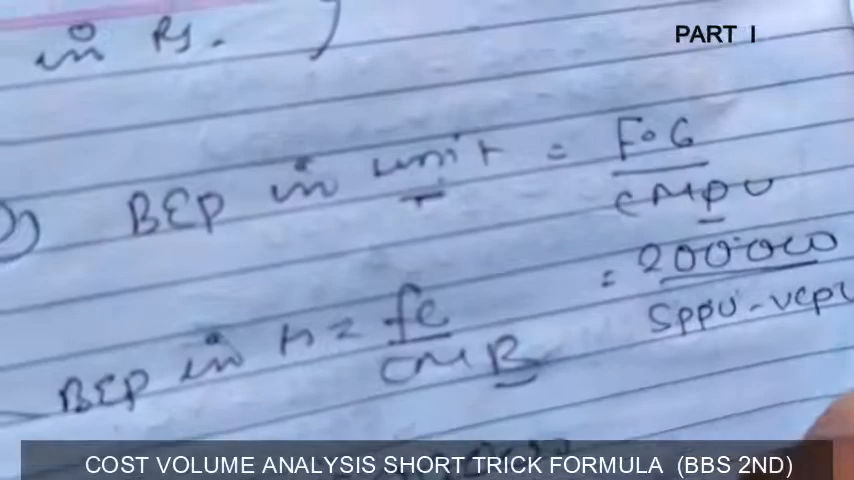 PART I
in Rs. )
2) BEP in unit = F.C
CMPU
= 200000
SPPU - VCPU
BEP in Rs = FC
CMR
COST VOLUME ANALYSIS SHORT TRICK FORMULA (BBS 2ND)